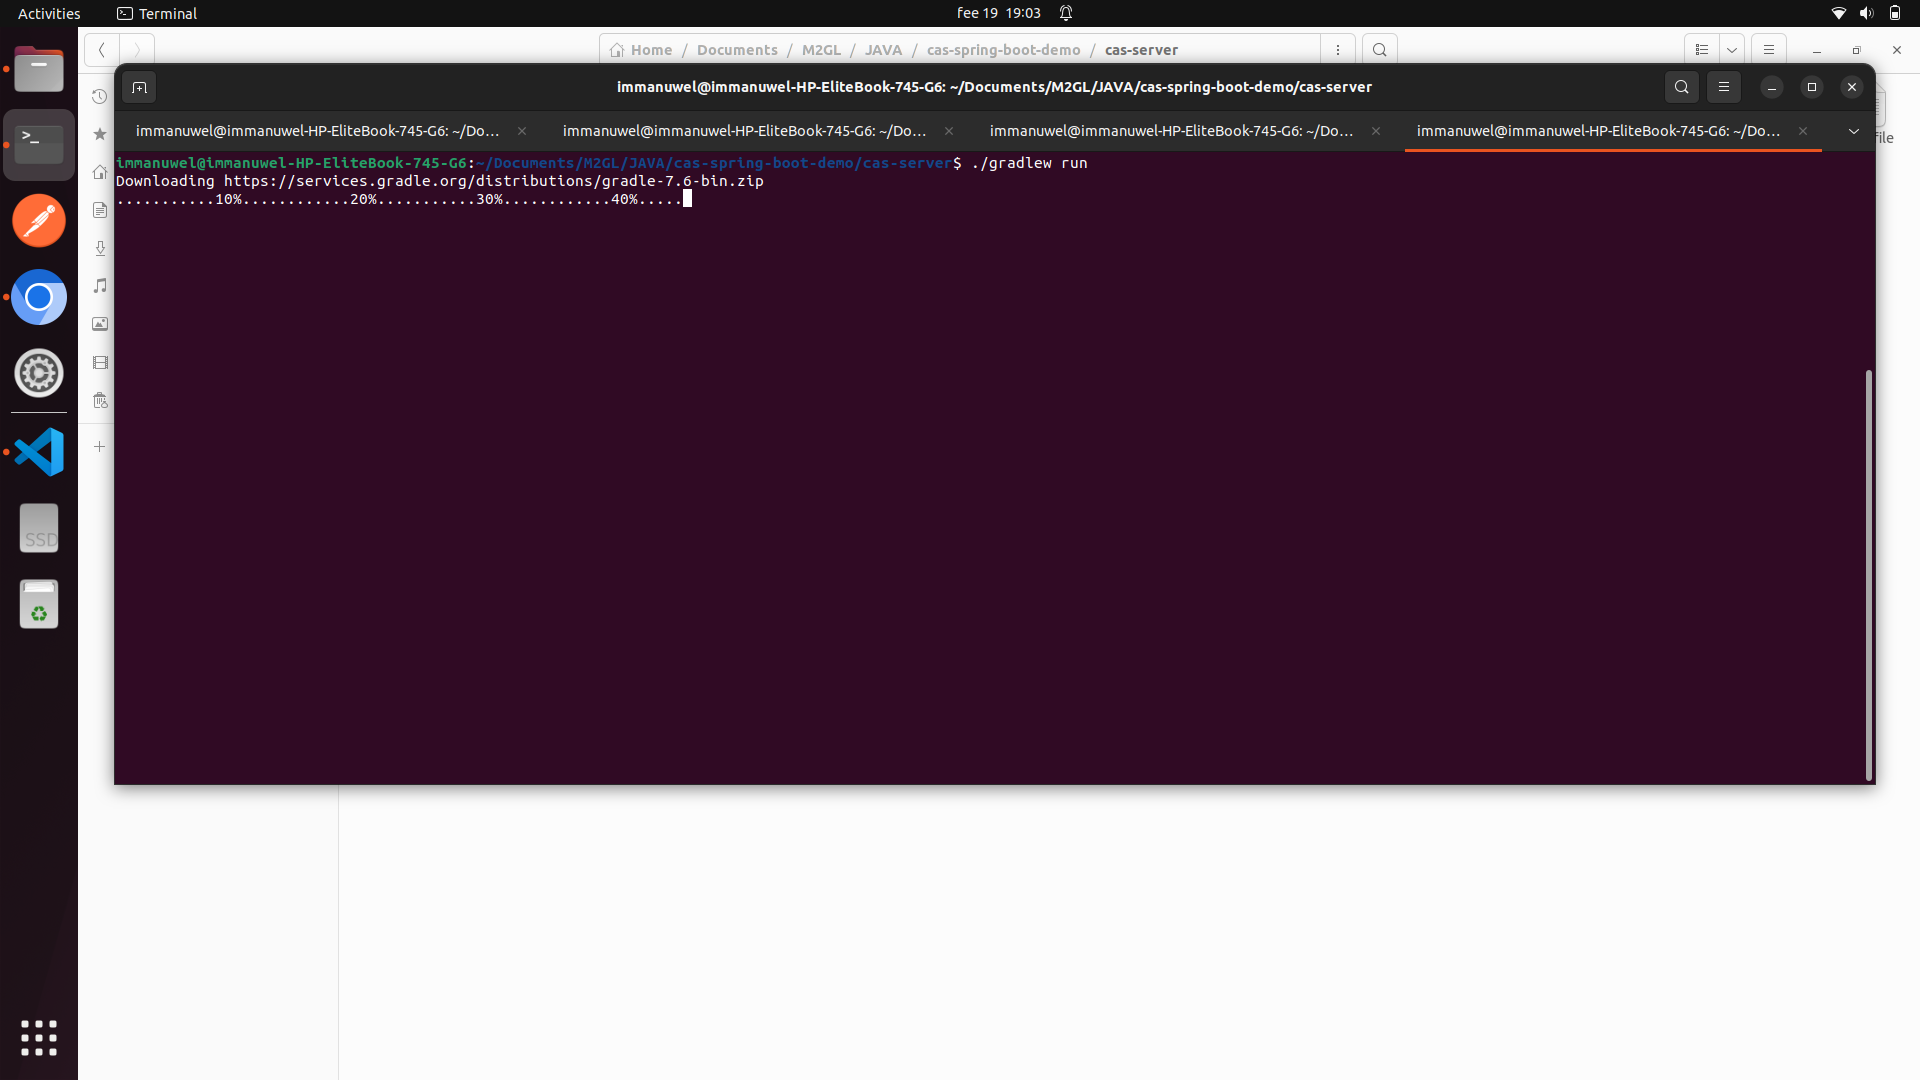 Activities
Terminal
fee 19 19:03
Home / Documents / M2GL / JAVA / cas-spring-boot-demo / cas-server
immanuwel@immanuwel-HP-EliteBook-745-G6: ~/Documents/M2GL/JAVA/cas-spring-boot-demo/cas-server
immanuwel@immanuwel-HP-EliteBook-745-G6: ~/Do...
immanuwel@immanuwel-HP-EliteBook-745-G6: ~/Do...
immanuwel@immanuwel-HP-EliteBook-745-G6: ~/Do...
immanuwel@immanuwel-HP-EliteBook-745-G6: ~/Do...
immanuwel@immanuwel-HP-EliteBook-745-G6:~/Documents/M2GL/JAVA/cas-spring-boot-demo/cas-server$ ./gradlew run
Downloading https://services.gradle.org/distributions/gradle-7.6-bin.zip
...........10%............20%...........30%............40%.....
SSD